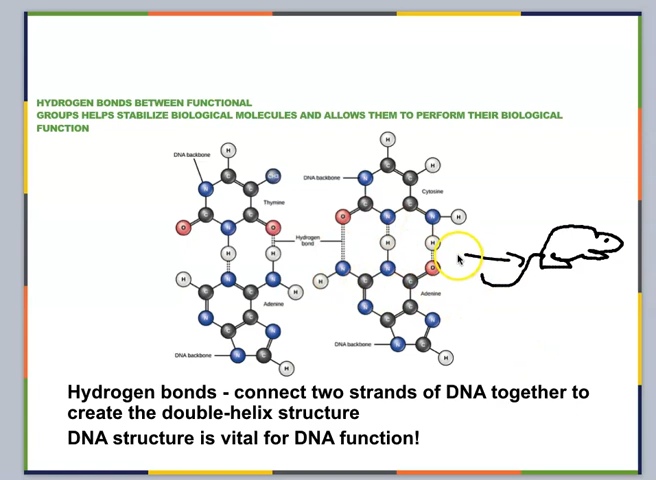 HYDROGEN BONDS BETWEEN FUNCTIONAL
GROUPS HELPS STABILIZE BIOLOGICAL MOLECULES AND ALLOWS THEM TO PERFORM THEIR BIOLOGICAL
FUNCTION
DNA backbone
H
C
CH3
N
C
Thymine
O
C
C
O
N
H
H
Hydrogen
bond
H
N
N
H
C
C
Adenine
N
C
N
DNA backbone
N
C
H
H
DNA backbone
C
H
N
C
Cytosine
O
C
C
N
N
H
H
H
H
N
N
O
C
C
Adenine
N
C
C
N
DNA backbone
N
C
H
Hydrogen bonds - connect two strands of DNA together to
create the double-helix structure
DNA structure is vital for DNA function!